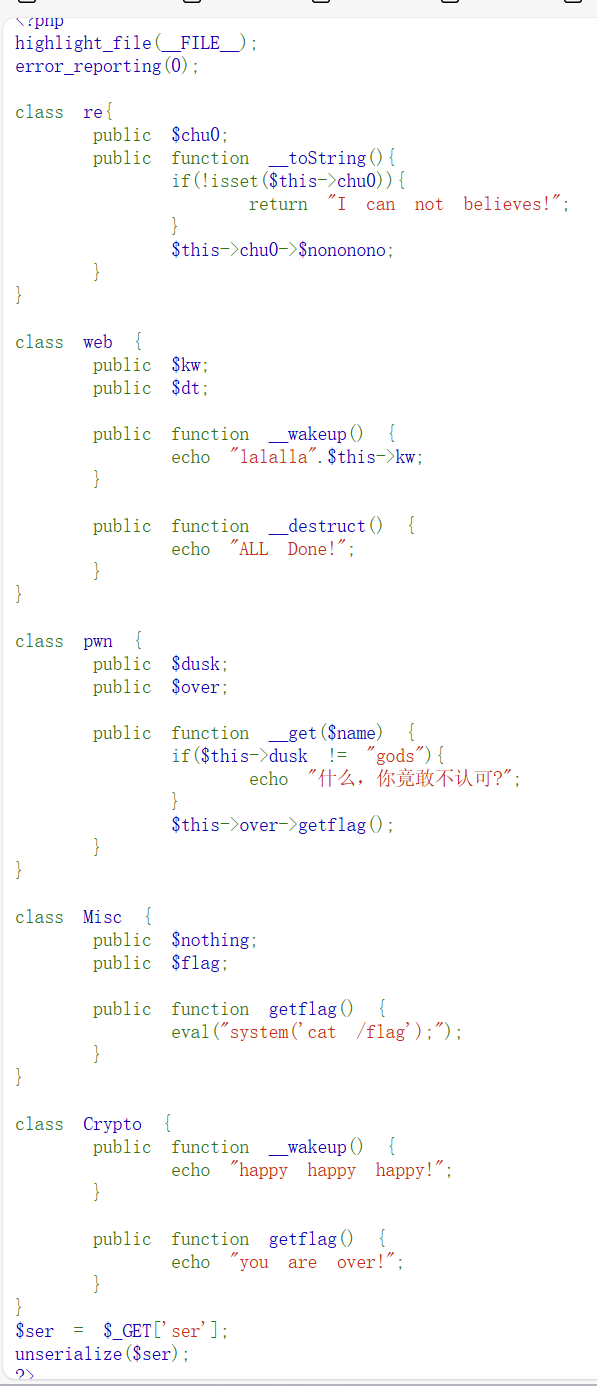 <?php
highlight_file(__FILE__);
error_reporting(0);
class re{
public $chu0;
public function __toString(){
if(!isset($this->chu0)){
return "I can not believes!";
}
$this->chu0->$nononono;
}
}
class web {
public $kw;
public $dt;
public function __wakeup() {
echo "lalalla".$this->kw;
}
public function __destruct() {
echo "ALL Done!";
}
}
class pwn {
public $dusk;
public $over;
public function __get($name) {
if($this->dusk != "gods"){
echo "什么，你竟敢不认可?";
}
$this->over->getflag();
}
}
class Misc {
public $nothing;
public $flag;
public function getflag() {
eval("system('cat /flag');");
}
}
class Crypto {
public function __wakeup() {
echo "happy happy happy!";
}
public function getflag() {
echo "you are over!";
}
}
$ser = $_GET['ser'];
unserialize($ser);
?>